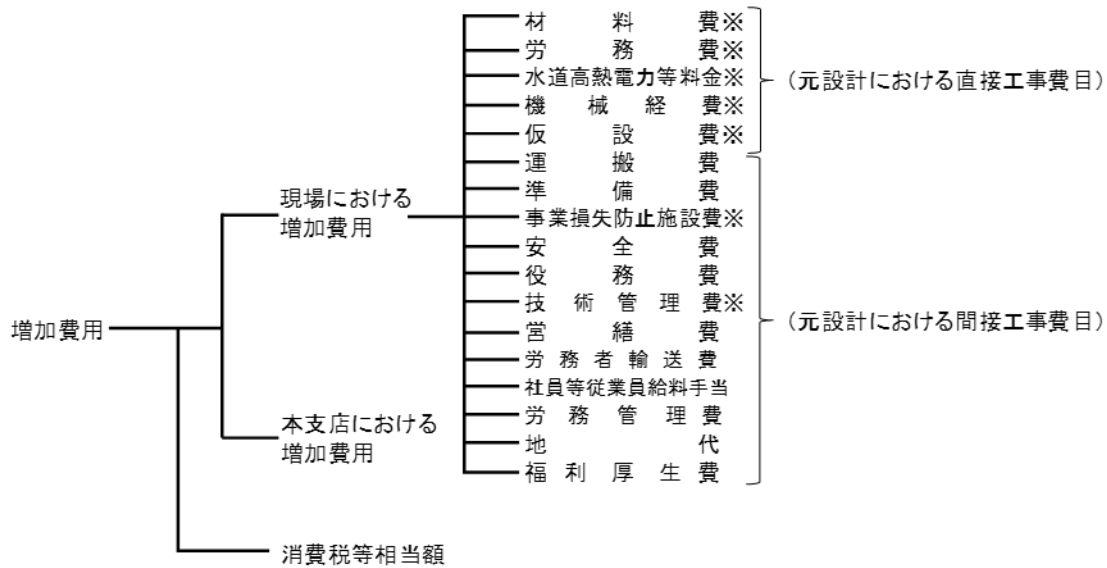 材料費※
労務費※
水道高熱電力等料金※
機械経費※
仮設費※
(元設計における直接工事費目)
運搬費
準備費
事業損失防止施設費※
安全費
役務費
技術管理費※
営繕費
労務者輸送費
社員等従業員給料手当
労務管理費
地代
福利厚生費
(元設計における間接工事費目)
現場における
増加費用
増加費用
本支店における
増加費用
消費税等相当額